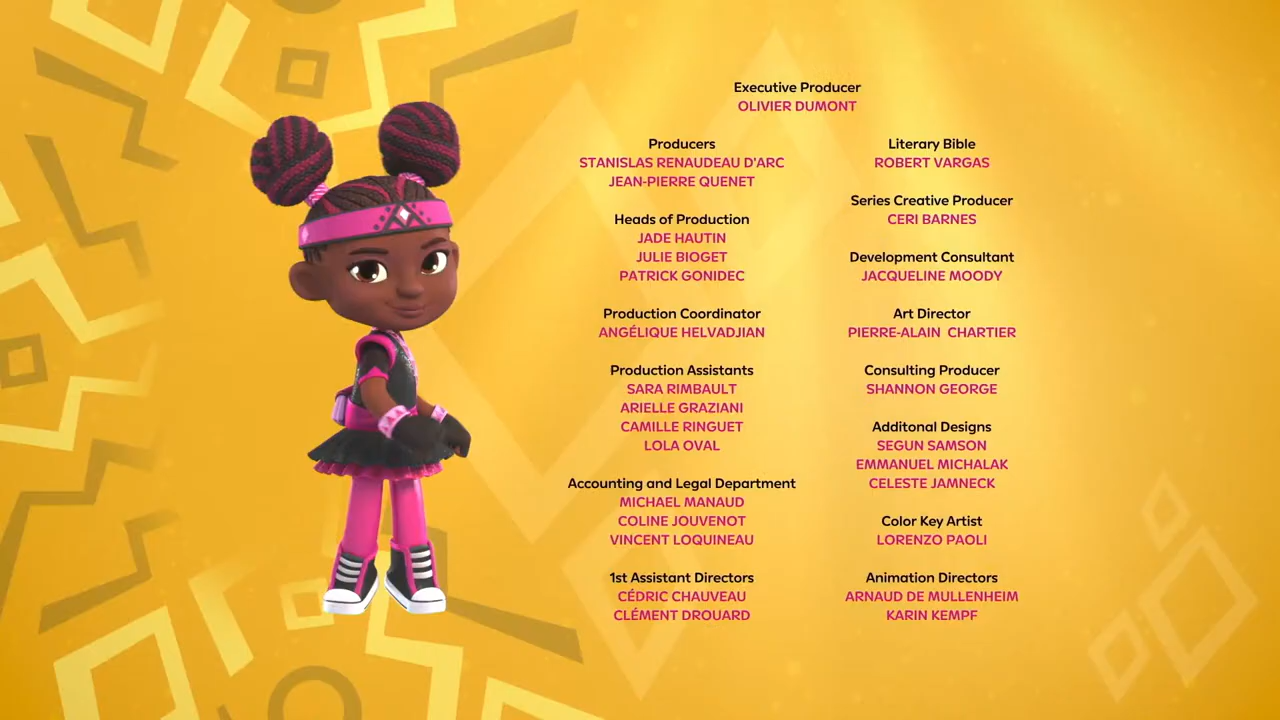 Executive Producer
OLIVIER DUMONT
Producers
STANISLAS RENAUDEAU D'ARC
JEAN-PIERRE QUENET
Heads of Production
JADE HAUTIN
JULIE BIOGET
PATRICK GONIDEC
Production Coordinator
ANGÉLIQUE HELVADJIAN
Production Assistants
SARA RIMBAULT
ARIELLE GRAZIANI
CAMILLE RINGUET
LOLA OVAL
Accounting and Legal Department
MICHAEL MANAUD
COLINE JOUVENOT
VINCENT LOQUINEAU
1st Assistant Directors
CÉDRIC CHAUVEAU
CLÉMENT DROUARD
Literary Bible
ROBERT VARGAS
Series Creative Producer
CERI BARNES
Development Consultant
JACQUELINE MOODY
Art Director
PIERRE-ALAIN  CHARTIER
Consulting Producer
SHANNON GEORGE
Additonal Designs
SEGUN SAMSON
EMMANUEL MICHALAK
CELESTE JAMNECK
Color Key Artist
LORENZO PAOLI
Animation Directors
ARNAUD DE MULLENHEIM
KARIN KEMPF